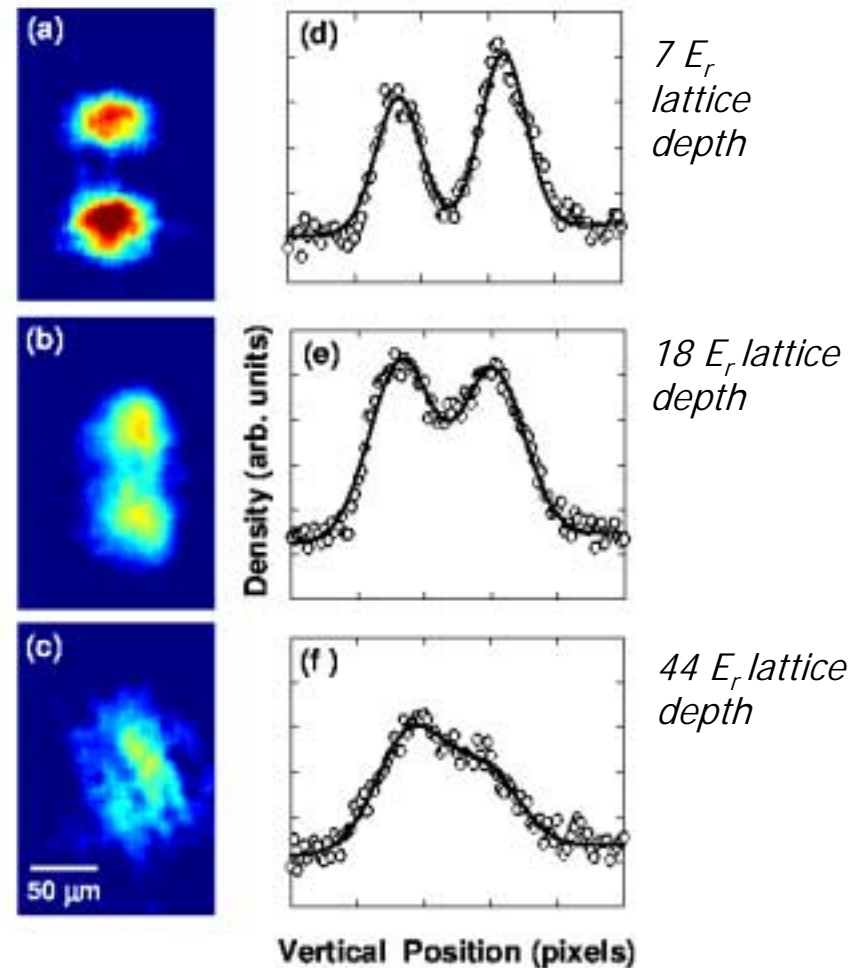 (a)
(d)
7 Er
lattice
depth
(b)
(e)
18 Er lattice
depth
Density (arb. units)
(c)
(f)
44 Er lattice
depth
50 μm
Vertical Position (pixels)